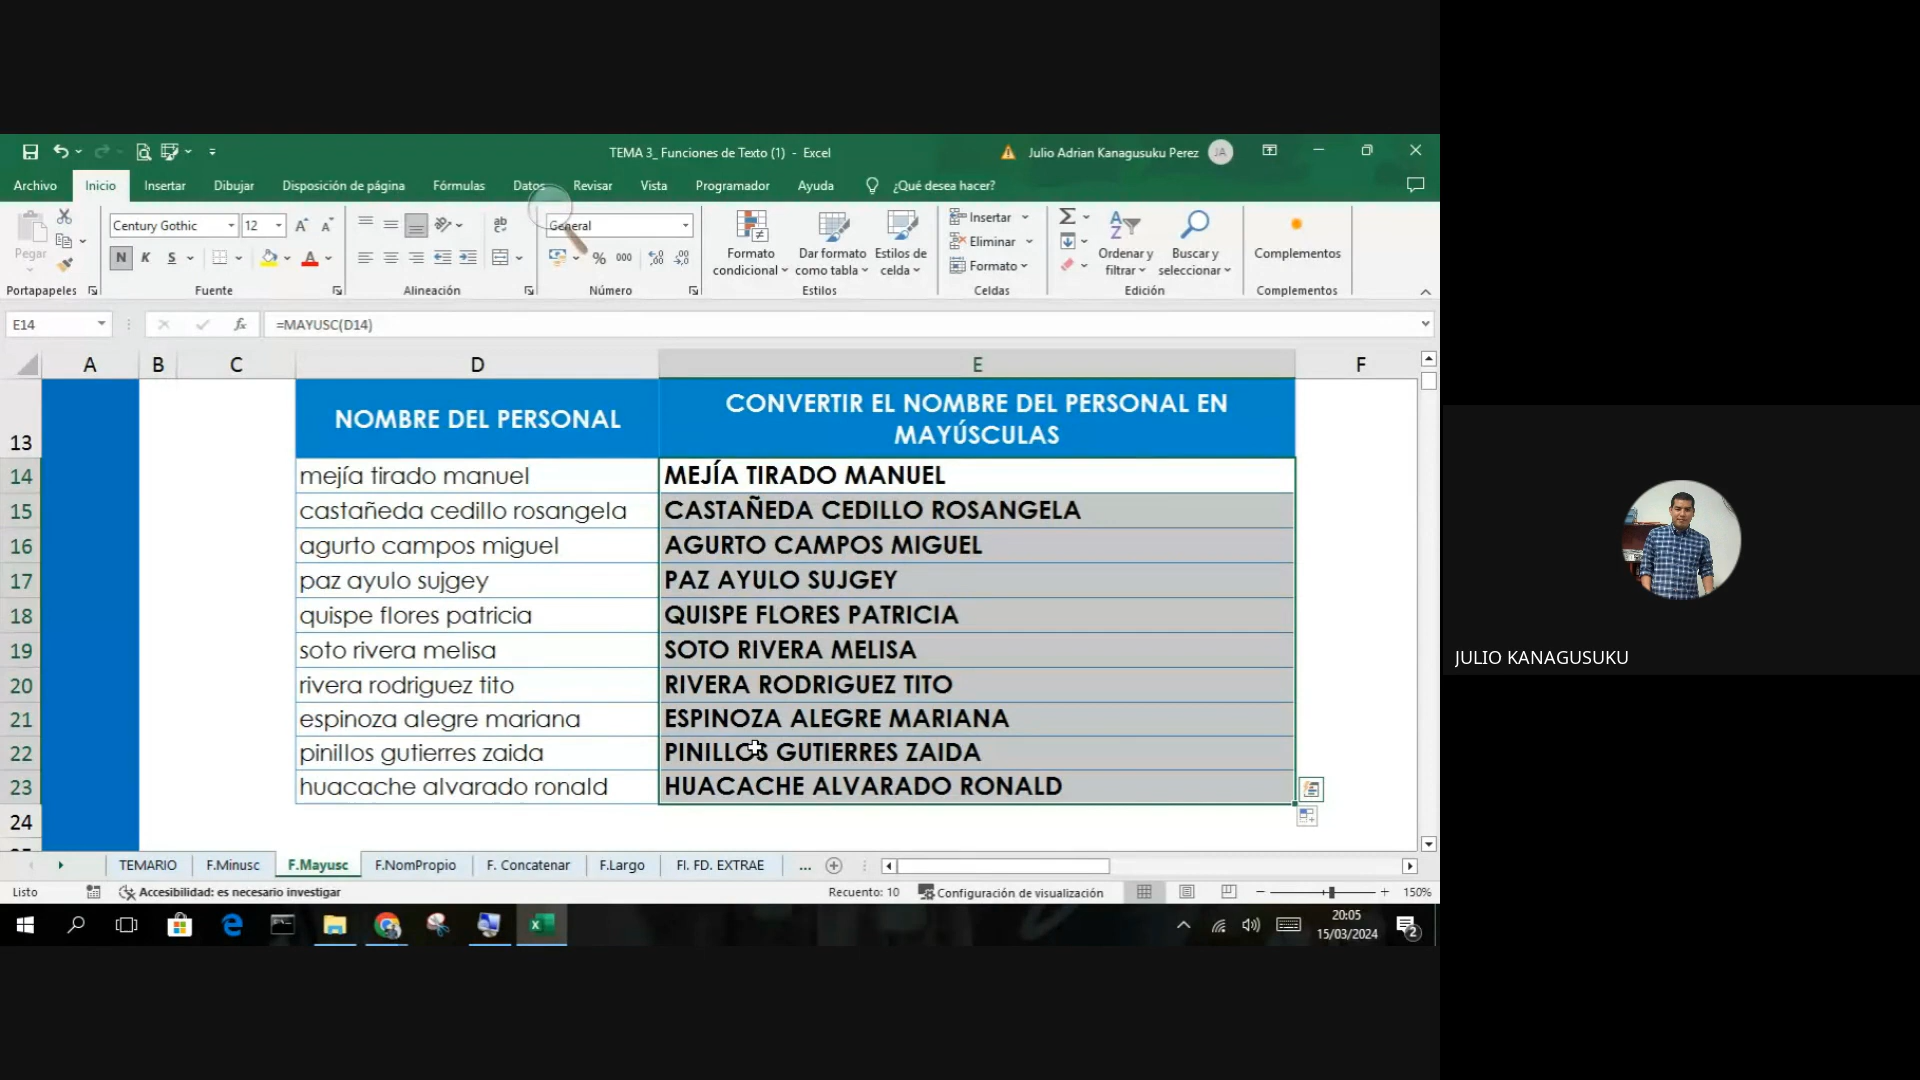 TEMA 3_ Funciones de Texto (1) - Excel
Julio Adrian Kanagusuku Perez
JA
Archivo
Inicio
Insertar
Dibujar
Disposición de página
Fórmulas
Datos
Revisar
Vista
Programador
Ayuda
¿Qué desea hacer?
Pegar
Portapapeles
Century Gothic
12
N K S
Fuente
Alineación
General
% 000
Número
Formato condicional
Dar formato como tabla
Estilos de celda
Estilos
Insertar
Eliminar
Formato
Celdas
Ordenar y filtrar
Buscar y seleccionar
Edición
Complementos
Complementos
E14
fx
=MAYUSC(D14)
A B C D E F
13 NOMBRE DEL PERSONAL CONVERTIR EL NOMBRE DEL PERSONAL EN
MAYÚSCULAS
14 mejía tirado manuel MEJÍA TIRADO MANUEL
15 castañeda cedillo rosangela CASTAÑEDA CEDILLO ROSANGELA
16 agurto campos miguel AGURTO CAMPOS MIGUEL
17 paz ayulo sujgey PAZ AYULO SUJGEY
18 quispe flores patricia QUISPE FLORES PATRICIA
19 soto rivera melisa SOTO RIVERA MELISA
20 rivera rodriguez tito RIVERA RODRIGUEZ TITO
21 espinoza alegre mariana ESPINOZA ALEGRE MARIANA
22 pinillos gutierres zaida PINILLOS GUTIERRES ZAIDA
23 huacache alvarado ronald HUACACHE ALVARADO RONALD
24
TEMARIO F.Minusc F.Mayusc F.NomPropio F. Concatenar F.Largo FI. FD. EXTRAE ...
Listo
Accesibilidad: es necesario investigar
Recuento: 10
Configuración de visualización
150%
20:05
15/03/2024
2
JULIO KANAGUSUKU